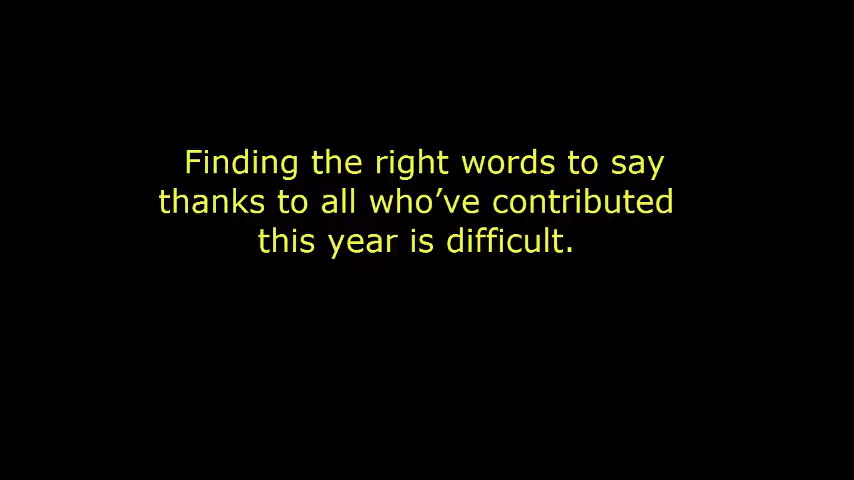 Finding the right words to say
thanks to all who’ve contributed
this year is difficult.